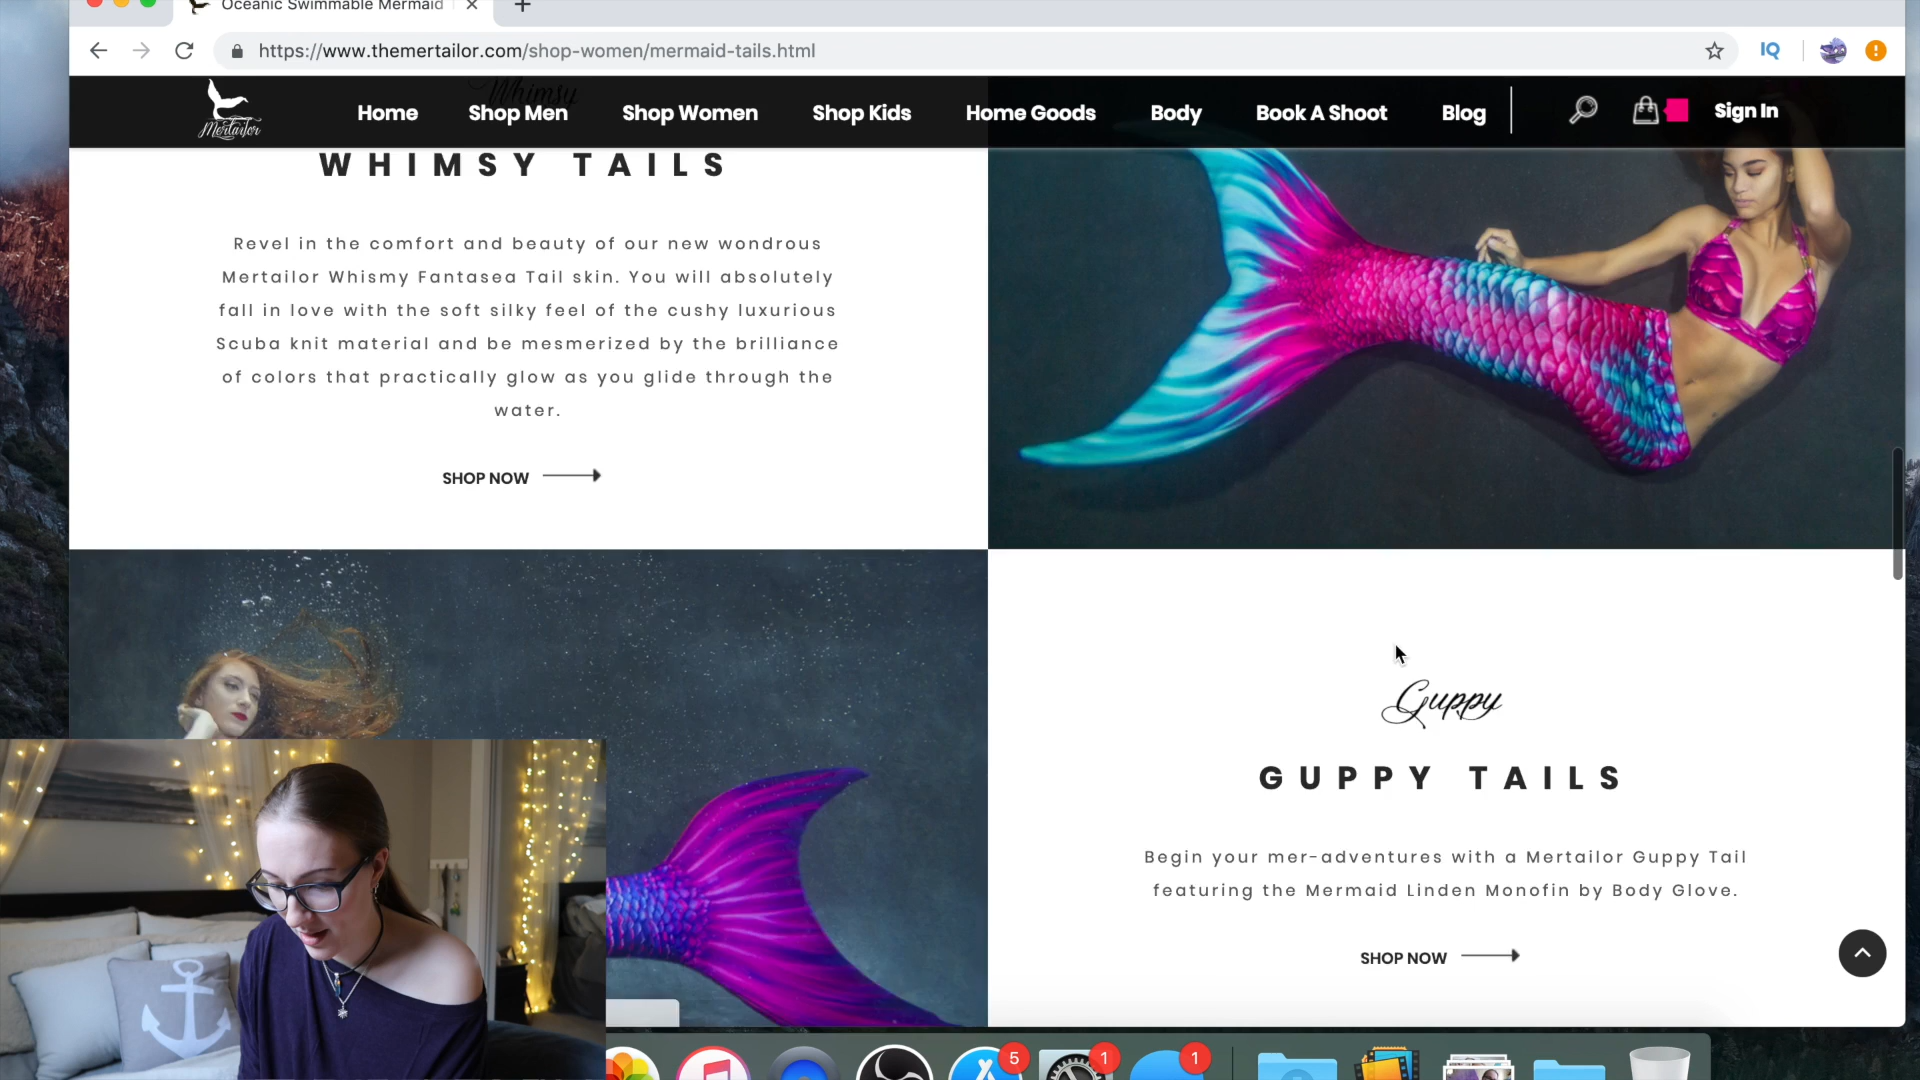 Oceanic Swimmable Mermaid
https://www.themertailor.com/shop-women/mermaid-tails.html
IQ
Whimsy
Mertailor
Home
Shop Men
Shop Women
Shop Kids
Home Goods
Body
Book A Shoot
Blog
Sign In
WHIMSY TAILS
Revel in the comfort and beauty of our new wondrous
Mertailor Whismy Fantasea Tail skin. You will absolutely
fall in love with the soft silky feel of the cushy luxurious
Scuba knit material and be mesmerized by the brilliance
of colors that practically glow as you glide through the
water.
SHOP NOW
Guppy
GUPPY TAILS
Begin your mer-adventures with a Mertailor Guppy Tail
featuring the Mermaid Linden Monofin by Body Glove.
SHOP NOW
5
1
1